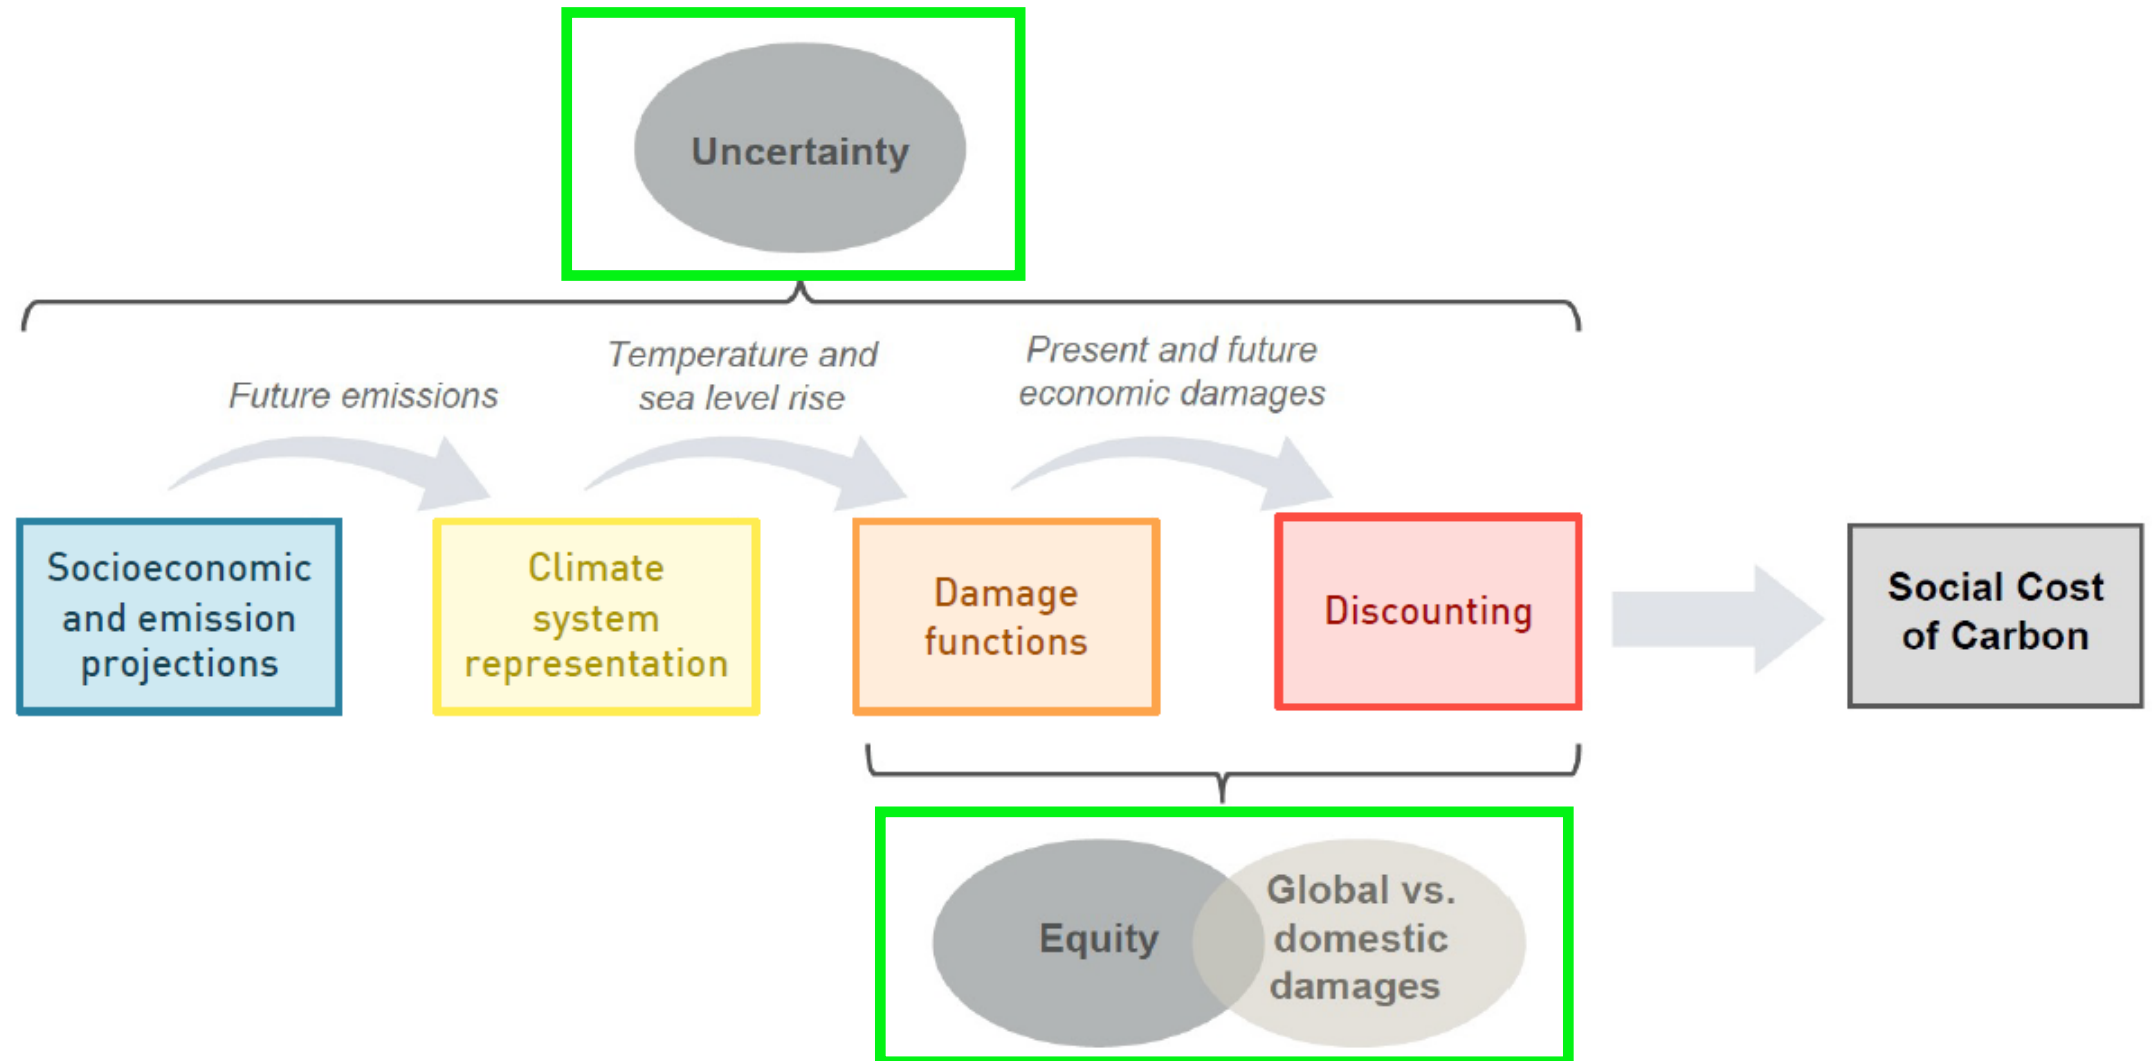 Uncertainty
Future emissions
Temperature and
sea level rise
Present and future
economic damages
Socioeconomic
and emission
projections
Climate
system
representation
Damage
functions
Discounting
Social Cost
of Carbon
Equity
Global vs.
domestic
damages